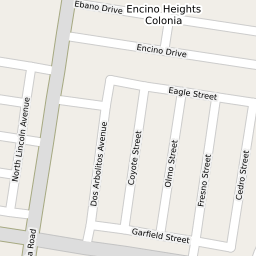 Ebano Drive
Encino Heights
Colonia
Encino Drive
Eagle Street
North Lincoln Avenue
Dos Arbolitos Avenue
Coyote Street
Olmo Street
Fresno Street
Cedro Street
Garfield Street
Road